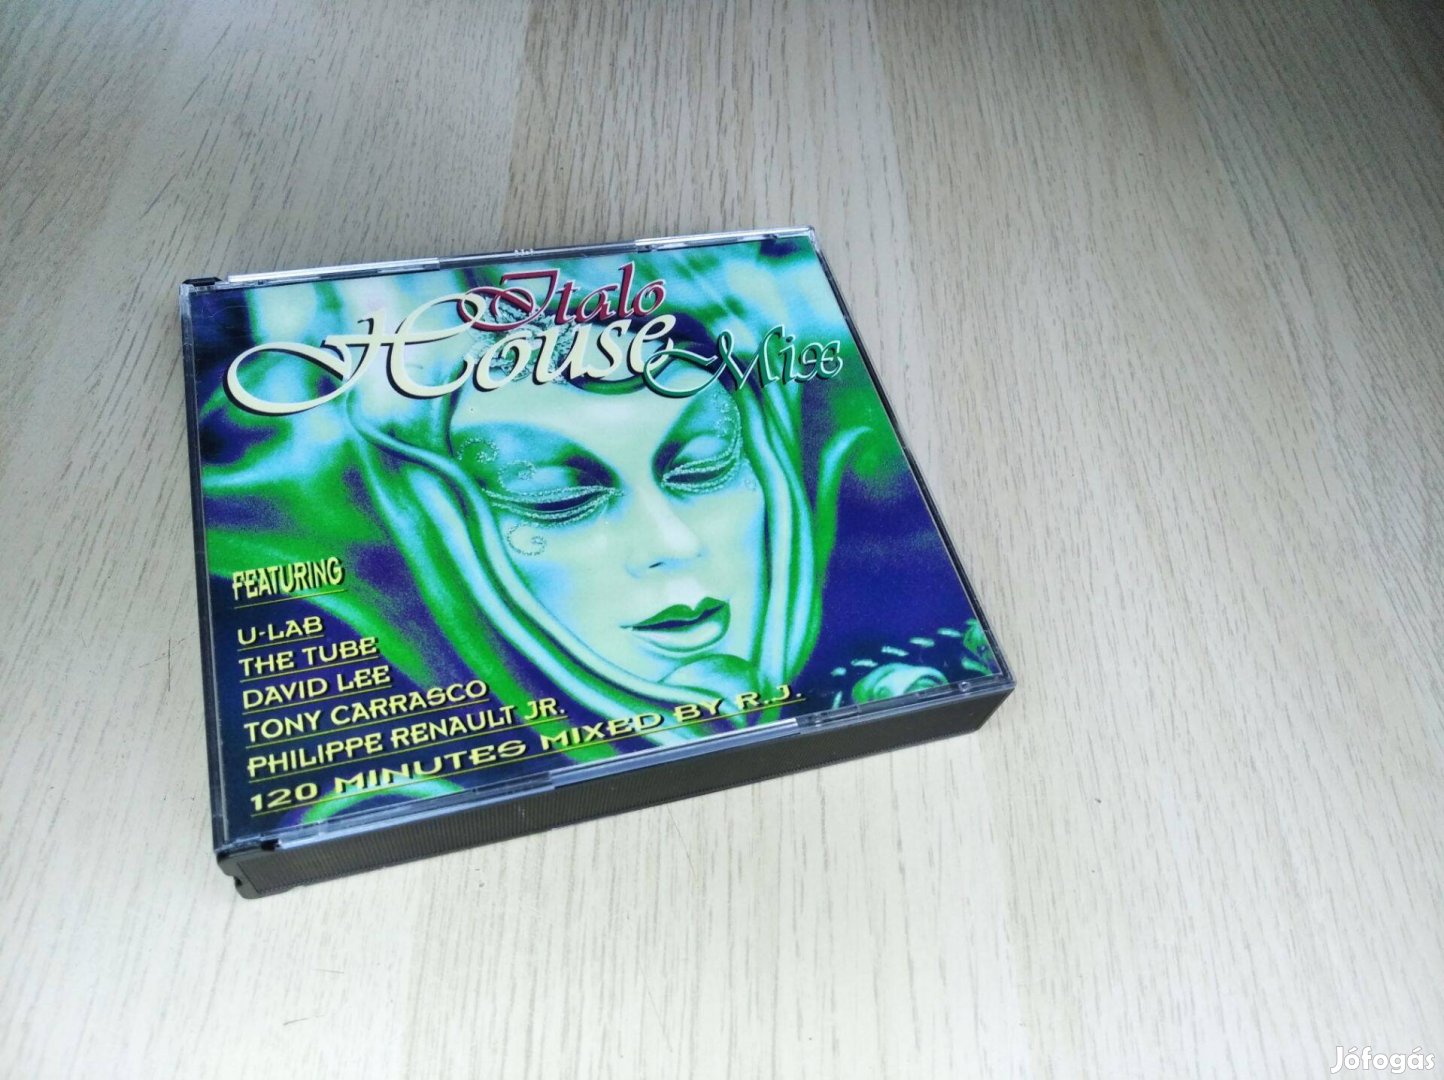 Italo
House Mix
FEATURING
U-LAB
THE TUBE
DAVID LEE
TONY CARRASCO
PHILIPPE RENAULT JR.
120 MINUTES MIXED BY R.J.
Jófogás